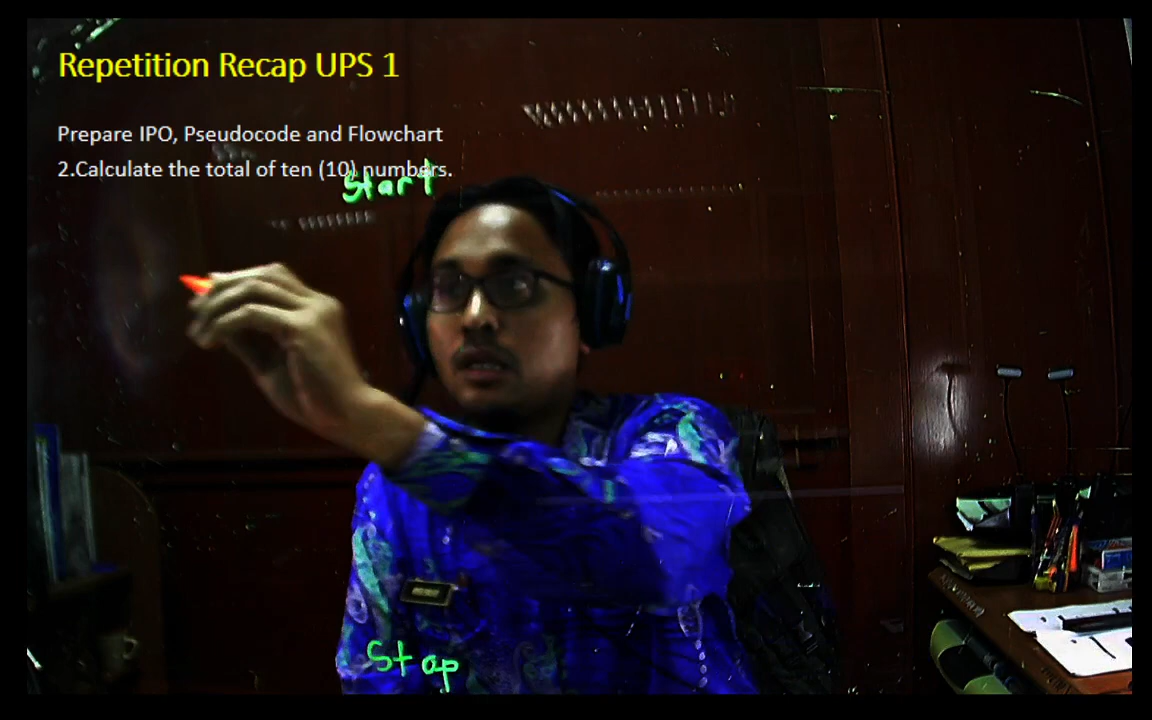 Repetition Recap UPS 1
Prepare IPO, Pseudocode and Flowchart
2.Calculate the total of ten (10) numbers.
Start
Stop